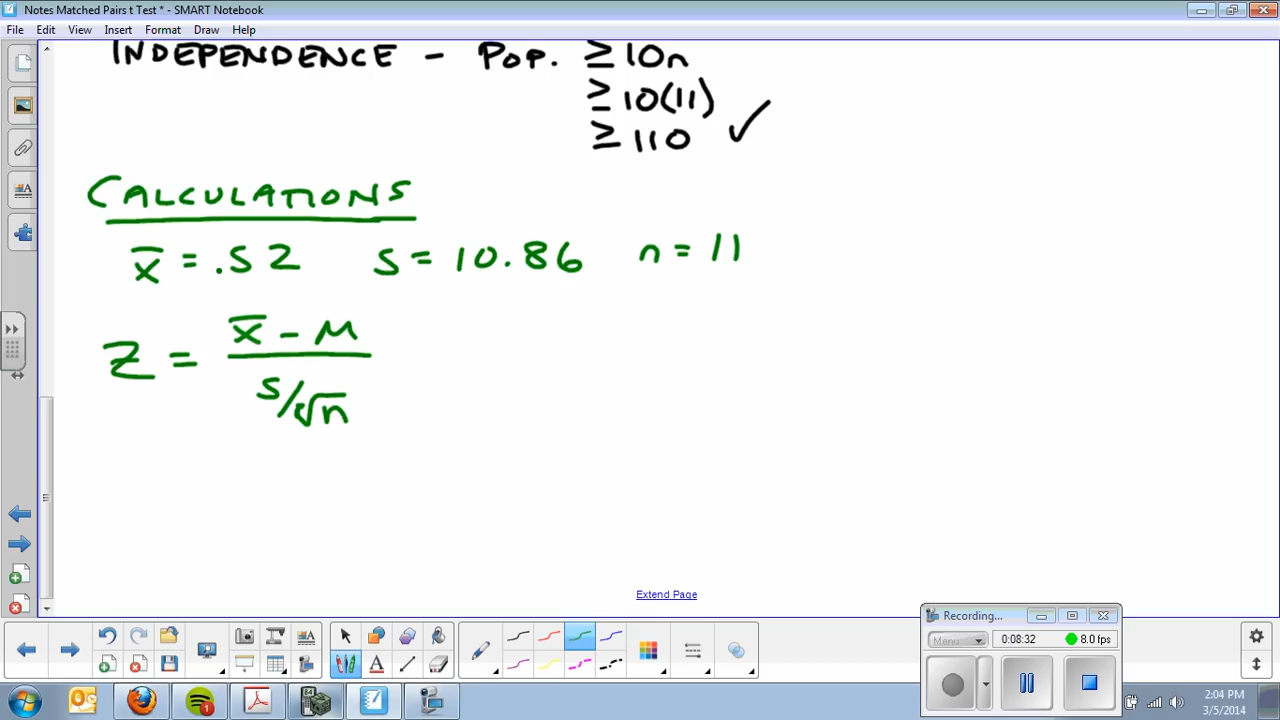 Notes Matched Pairs t Test * - SMART Notebook
File Edit View Insert Format Draw Help
INDEPENDENCE - POP. ≥10n
≥10(11)
≥110 ✓
CALCULATIONS
x̄ = .52 s = 10.86 n = 11
z = x̄ - μ
s/√n
Extend Page
Recording...
Menu 0:08:32 8.0 fps
2:04 PM
3/5/2014